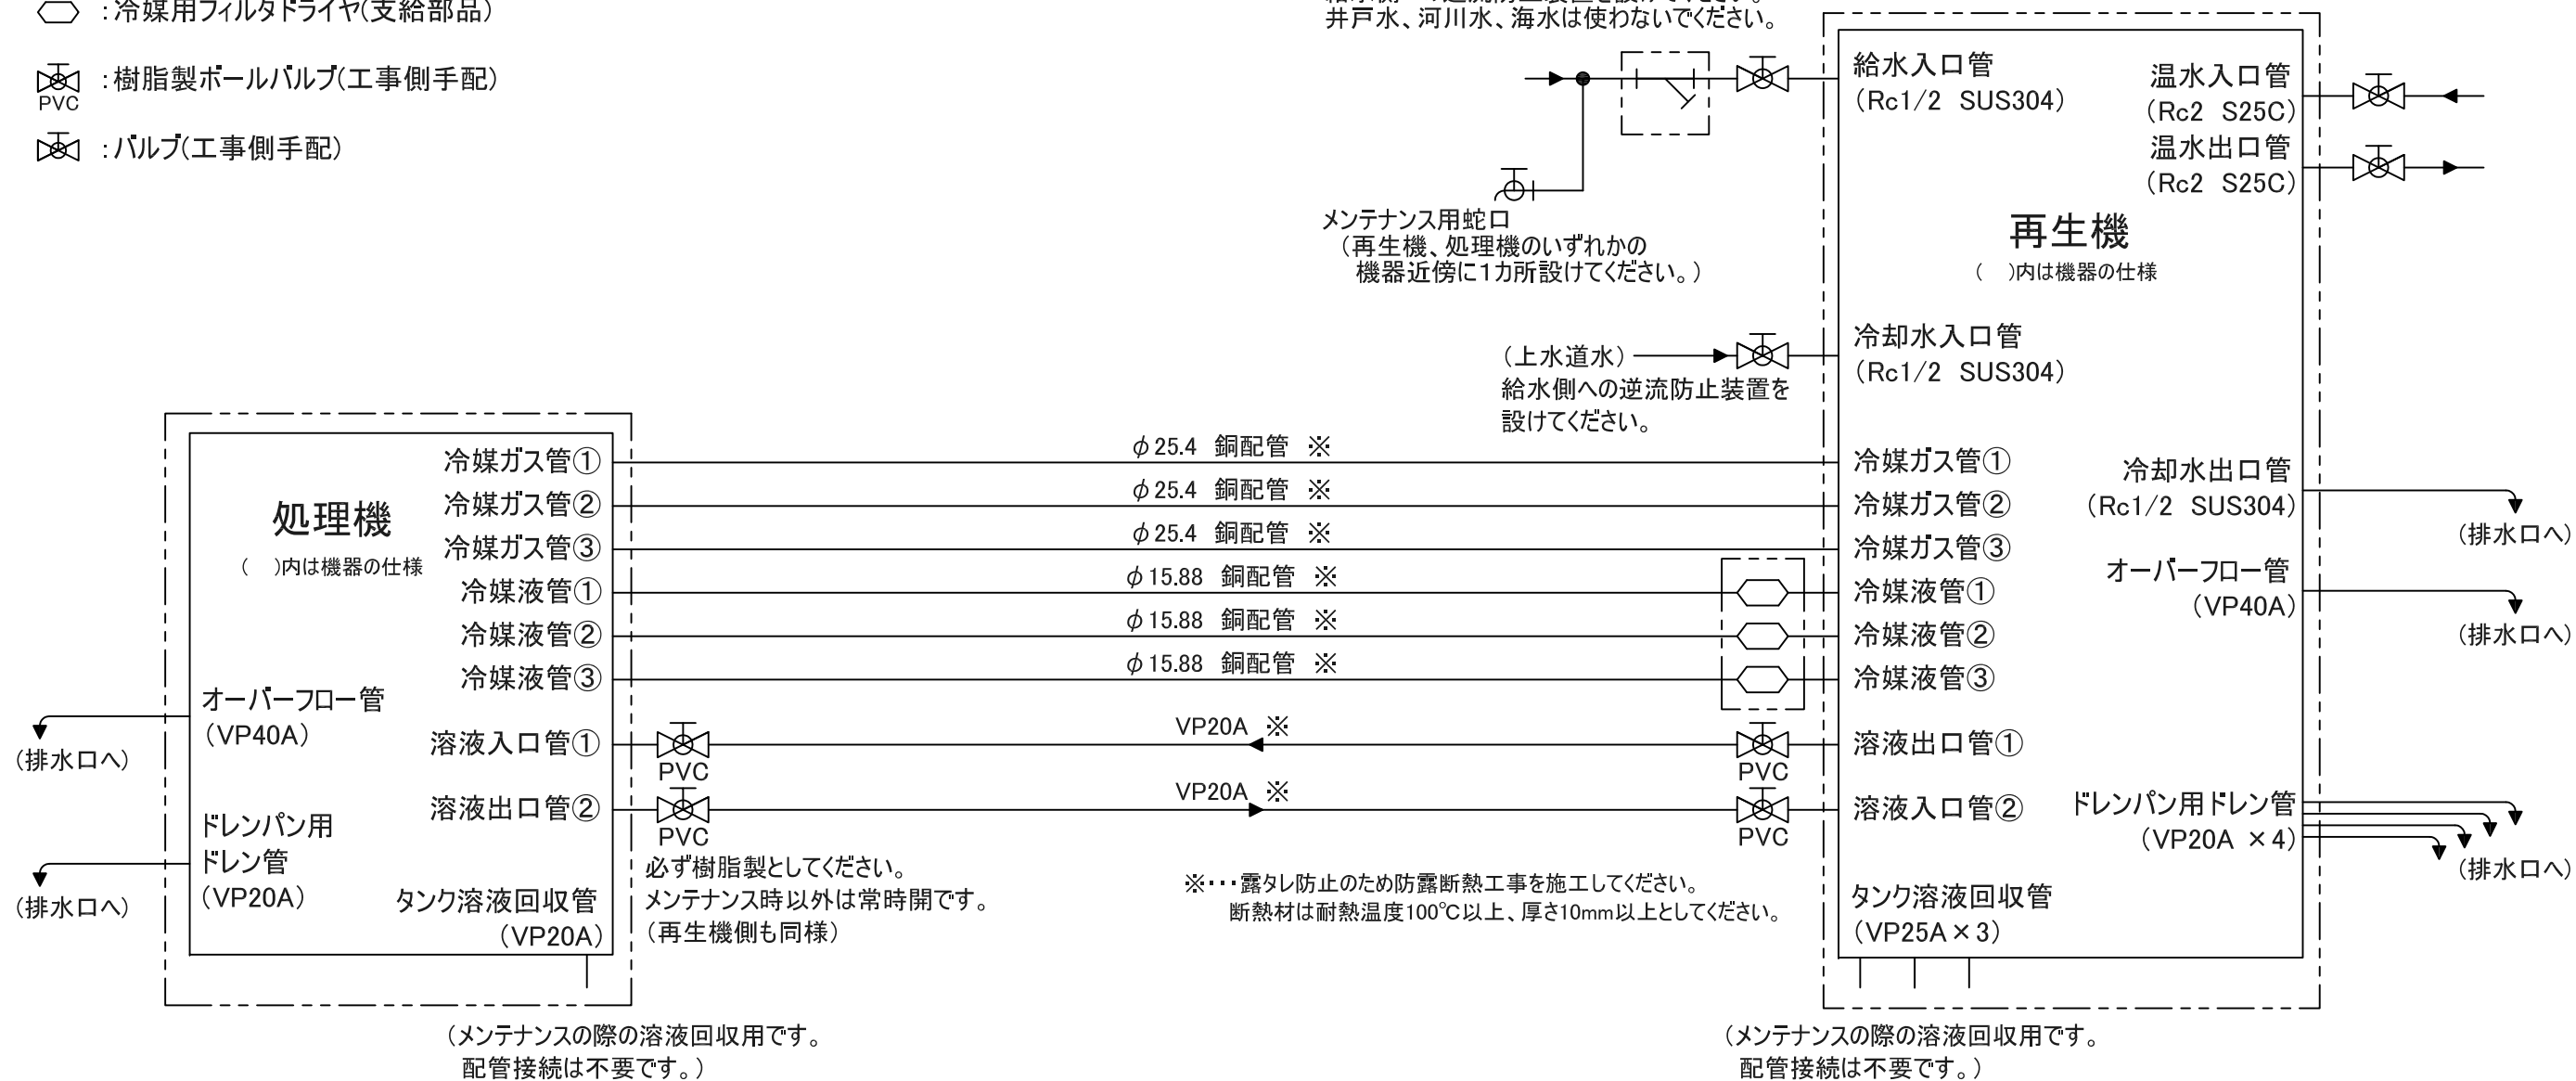 :冷媒用フィルタドライヤ(支給部品)
PVC
:樹脂製ボールバルブ(工事側手配)
:バルブ(工事側手配)
井戸水、河川水、海水は使わないでください。
メンテナンス用蛇口
(再生機、処理機のいずれかの
機器近傍に1カ所設けてください。)
(上水道水)
給水側への逆流防止装置を
設けてください。
給水入口管
(Rc1/2 SUS304)
温水入口管
(Rc2 S25C)
温水出口管
(Rc2 S25C)
再生機
( )内は機器の仕様
冷却水入口管
(Rc1/2 SUS304)
冷媒ガス管①
冷媒ガス管②
冷媒ガス管③
冷媒液管①
冷媒液管②
冷媒液管③
溶液出口管①
溶液入口管②
冷却水出口管
(Rc1/2 SUS304)
(排水口へ)
オーバーフロー管
(VP40A)
(排水口へ)
ドレンパン用ドレン管
(VP20A ×4)
(排水口へ)
タンク溶液回収管
(VP25A×3)
(メンテナンスの際の溶液回収用です。
配管接続は不要です。)
φ25.4 銅配管 ※
φ25.4 銅配管 ※
φ25.4 銅配管 ※
φ15.88 銅配管 ※
φ15.88 銅配管 ※
φ15.88 銅配管 ※
VP20A ※
VP20A ※
PVC
PVC
PVC
PVC
必ず樹脂製としてください。
メンテナンス時以外は常時開です。
(再生機側も同様)
※・・・露タレ防止のため防露断熱工事を施工してください。
断熱材は耐熱温度100℃以上、厚さ10mm以上としてください。
処理機
( )内は機器の仕様
冷媒ガス管①
冷媒ガス管②
冷媒ガス管③
冷媒液管①
冷媒液管②
冷媒液管③
溶液入口管①
溶液出口管②
オーバーフロー管
(VP40A)
(排水口へ)
ドレンパン用
ドレン管
(VP20A)
(排水口へ)
タンク溶液回収管
(VP20A)
(メンテナンスの際の溶液回収用です。
配管接続は不要です。)